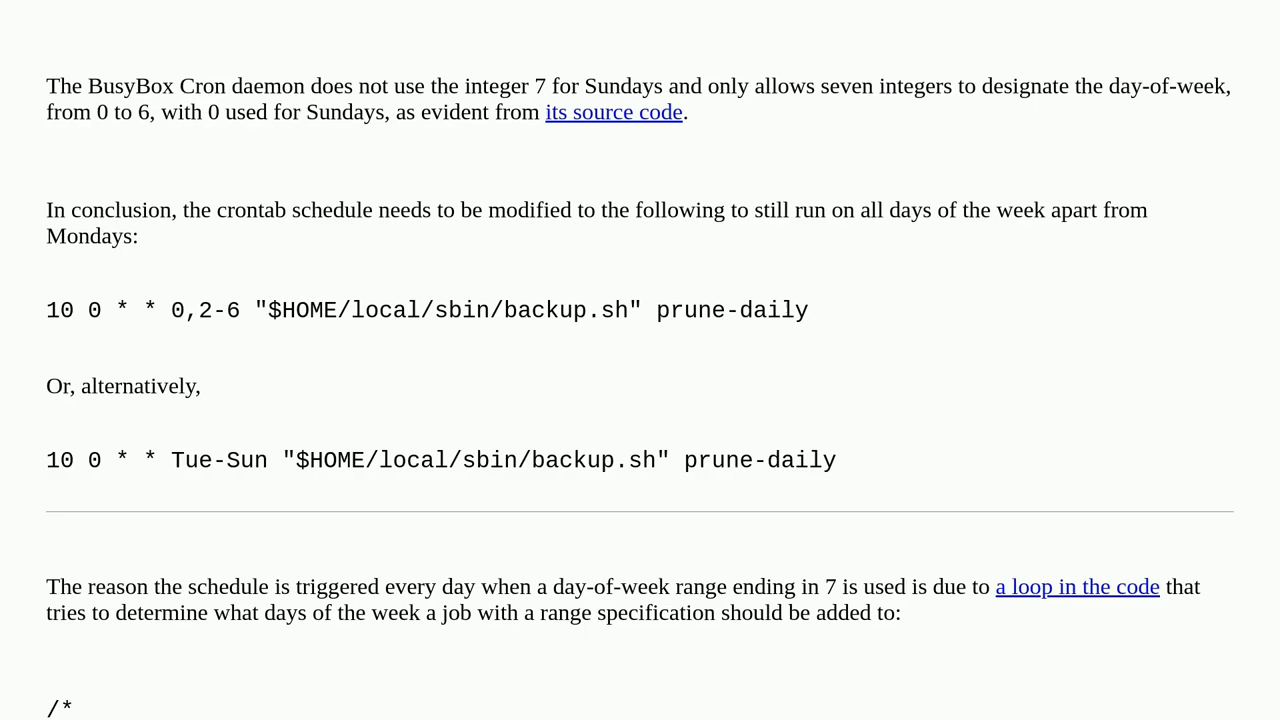 The BusyBox Cron daemon does not use the integer 7 for Sundays and only allows seven integers to designate the day-of-week,
from 0 to 6, with 0 used for Sundays, as evident from its source code.
In conclusion, the crontab schedule needs to be modified to the following to still run on all days of the week apart from
Mondays:
10 0 * * 0,2-6 "$HOME/local/sbin/backup.sh" prune-daily
Or, alternatively,
10 0 * * Tue-Sun "$HOME/local/sbin/backup.sh" prune-daily
The reason the schedule is triggered every day when a day-of-week range ending in 7 is used is due to a loop in the code that
tries to determine what days of the week a job with a range specification should be added to:
/*